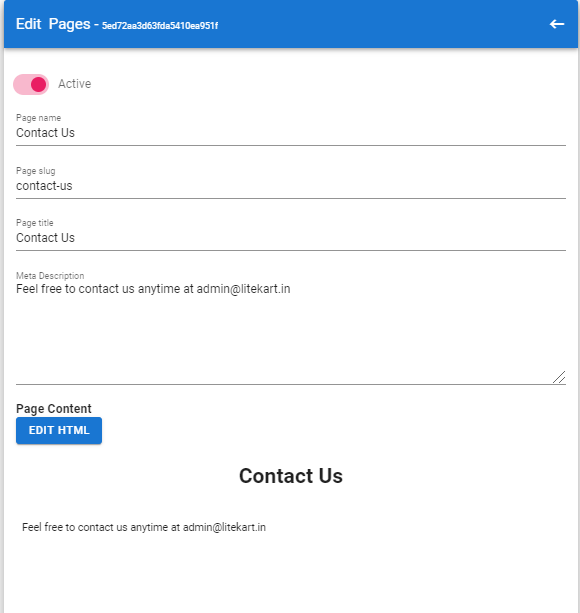 Edit Pages - 5ed72aa3d63fda5410ea951f
Active
Page name
Contact Us
Page slug
contact-us
Page title
Contact Us
Meta Description
Feel free to contact us anytime at admin@litekart.in
Page Content
EDIT HTML
Contact Us
Feel free to contact us anytime at admin@litekart.in